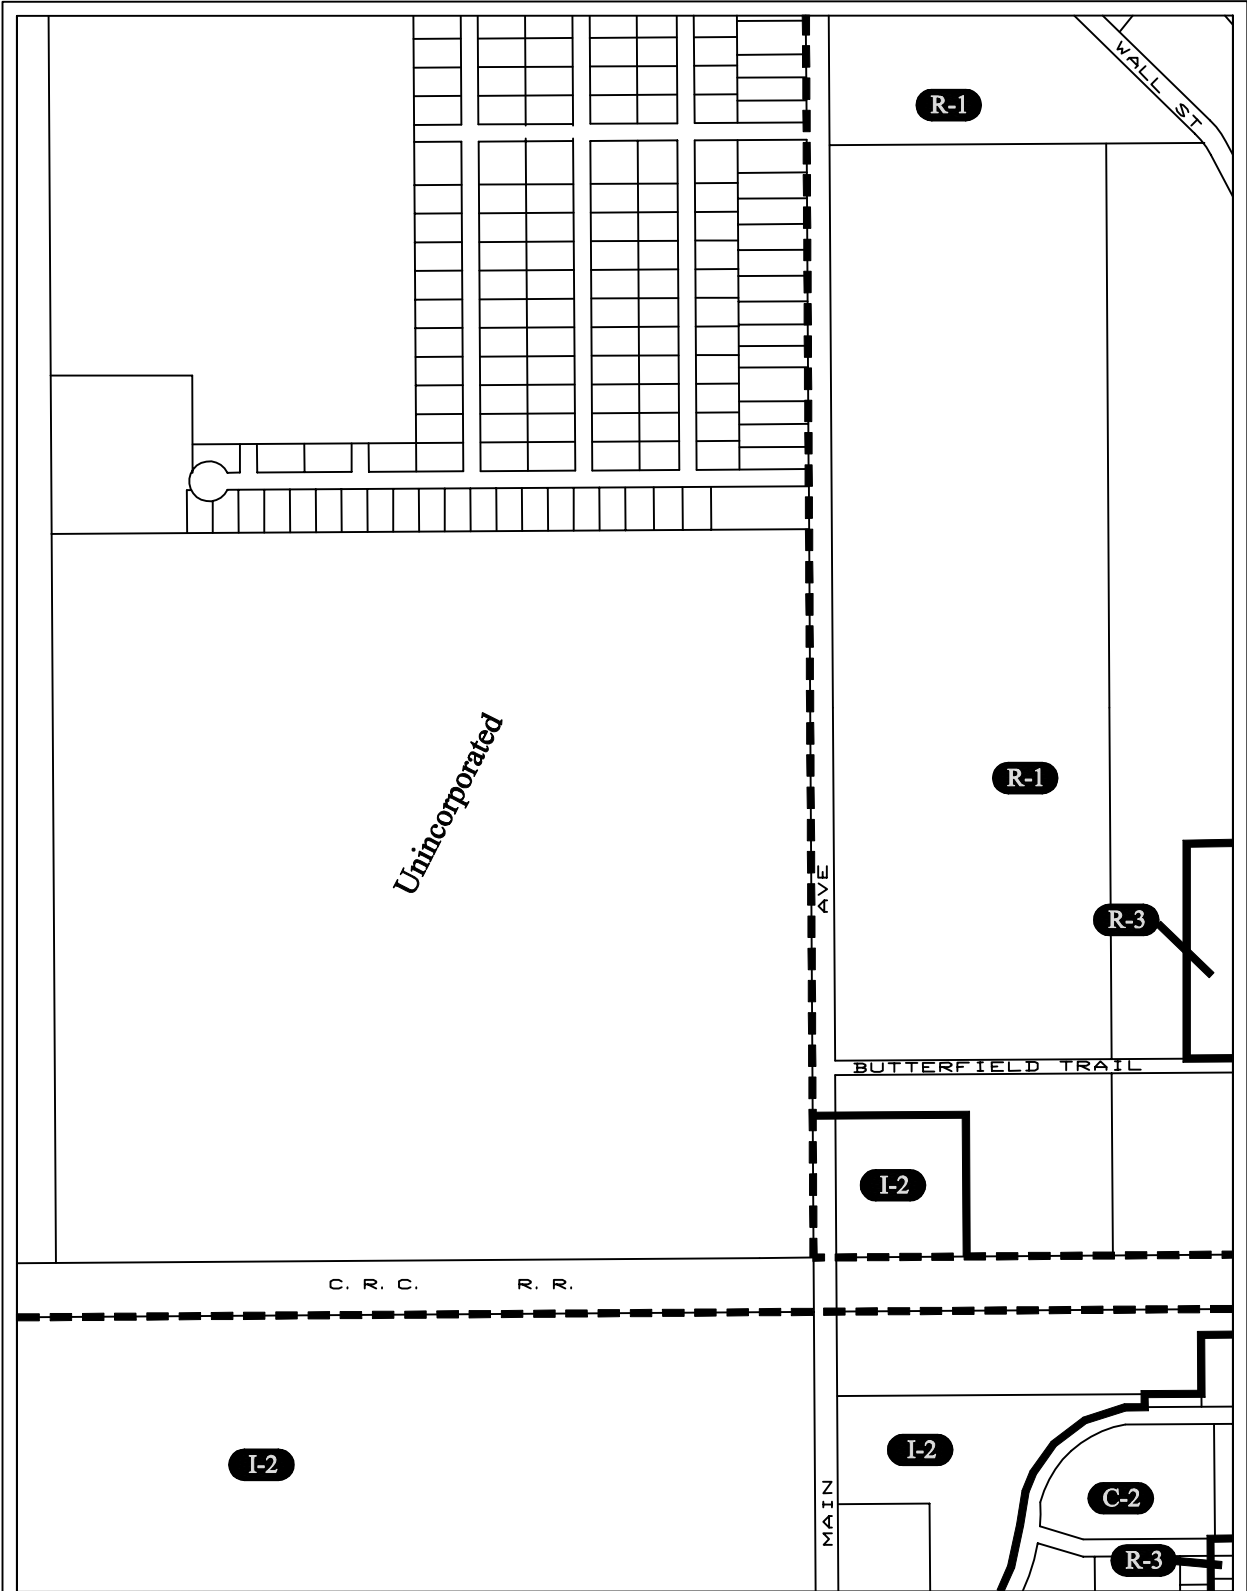 WALL ST
R-1
Unincorporated
R-1
AVE
R-3
BUTTERFIELD TRAIL
I-2
C. R. C. R. R.
I-2
I-2
MAIN
C-2
R-3